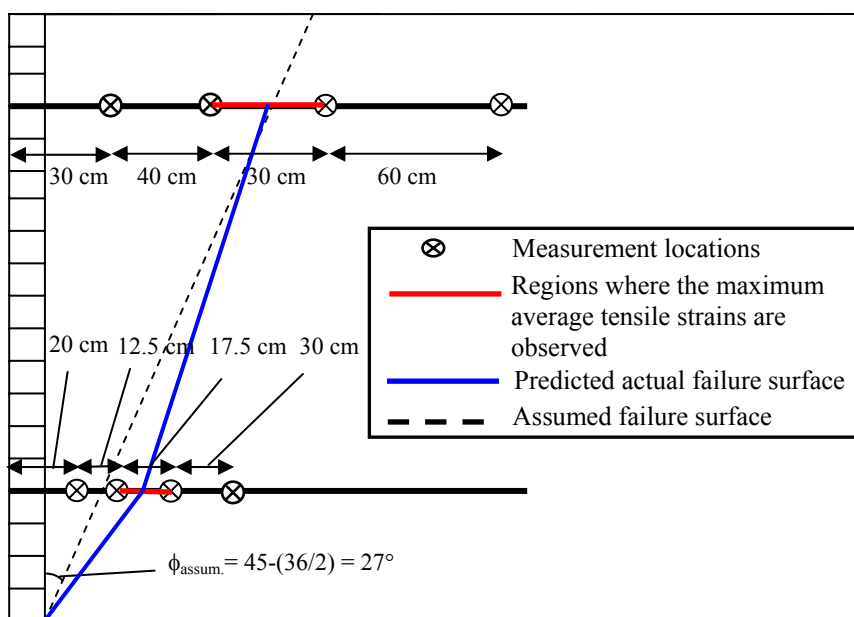 30 cm 40 cm 30 cm 60 cm
Measurement locations
Regions where the maximum
average tensile strains are
observed
Predicted actual failure surface
Assumed failure surface
20 cm 12.5 cm 17.5 cm 30 cm
ϕassum.= 45-(36/2) = 27°